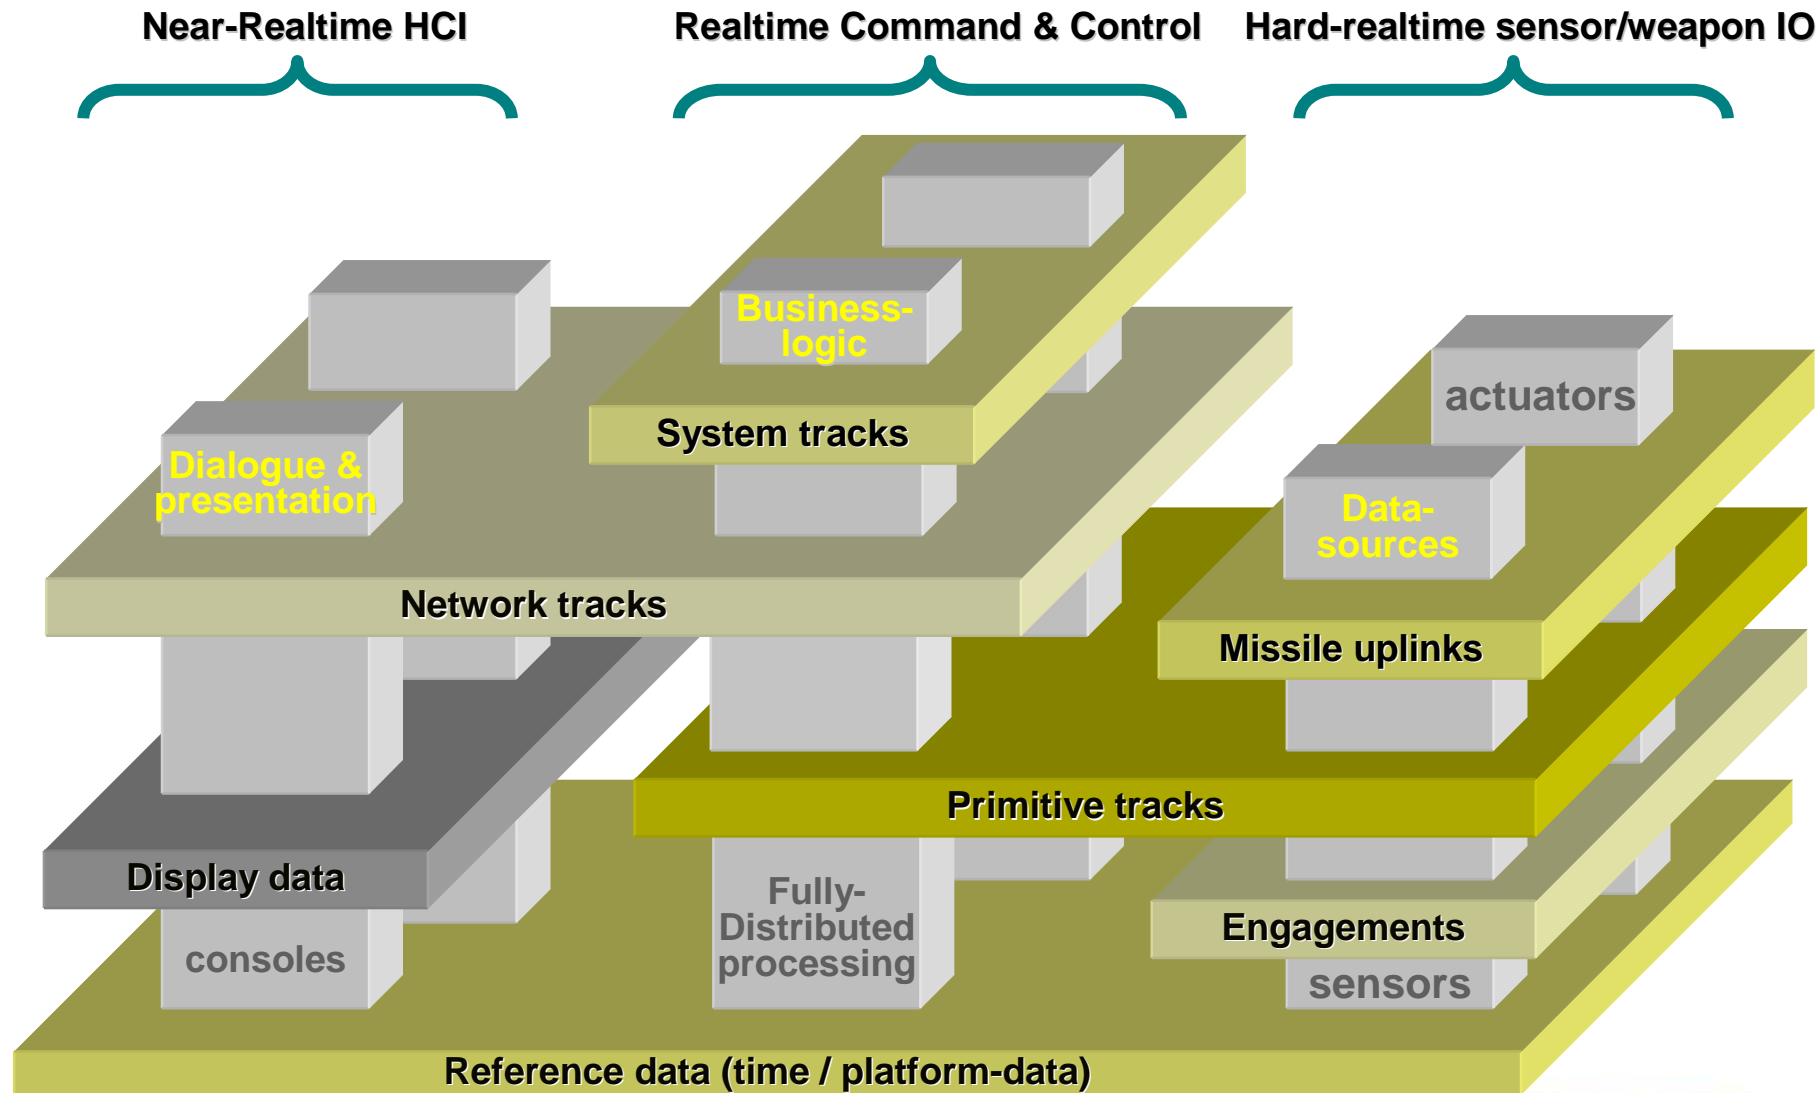 Near-Realtime HCI
Realtime Command & Control
Hard-realtime sensor/weapon IO
Business-
logic
actuators
System tracks
Dialogue &
presentation
Data-
sources
Network tracks
Missile uplinks
Primitive tracks
Display data
Fully-
Distributed
processing
Engagements
consoles
sensors
Reference data (time / platform-data)